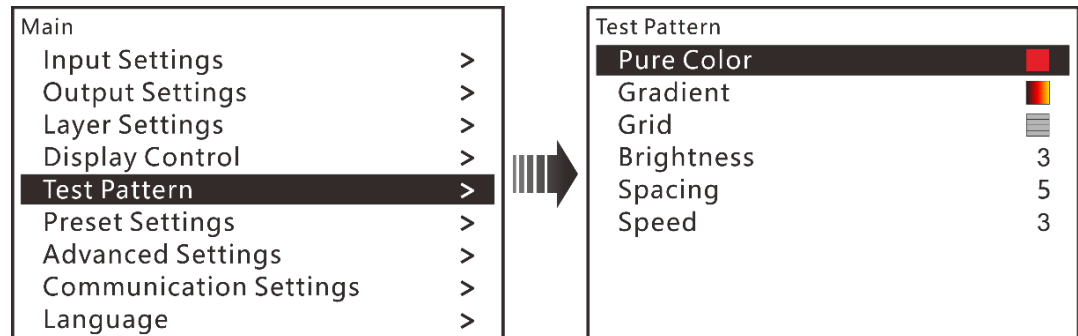 Main
Input Settings >
Output Settings >
Layer Settings >
Display Control >
Test Pattern >
Preset Settings >
Advanced Settings >
Communication Settings >
Language >
Test Pattern
Pure Color
Gradient
Grid
Brightness 3
Spacing 5
Speed 3